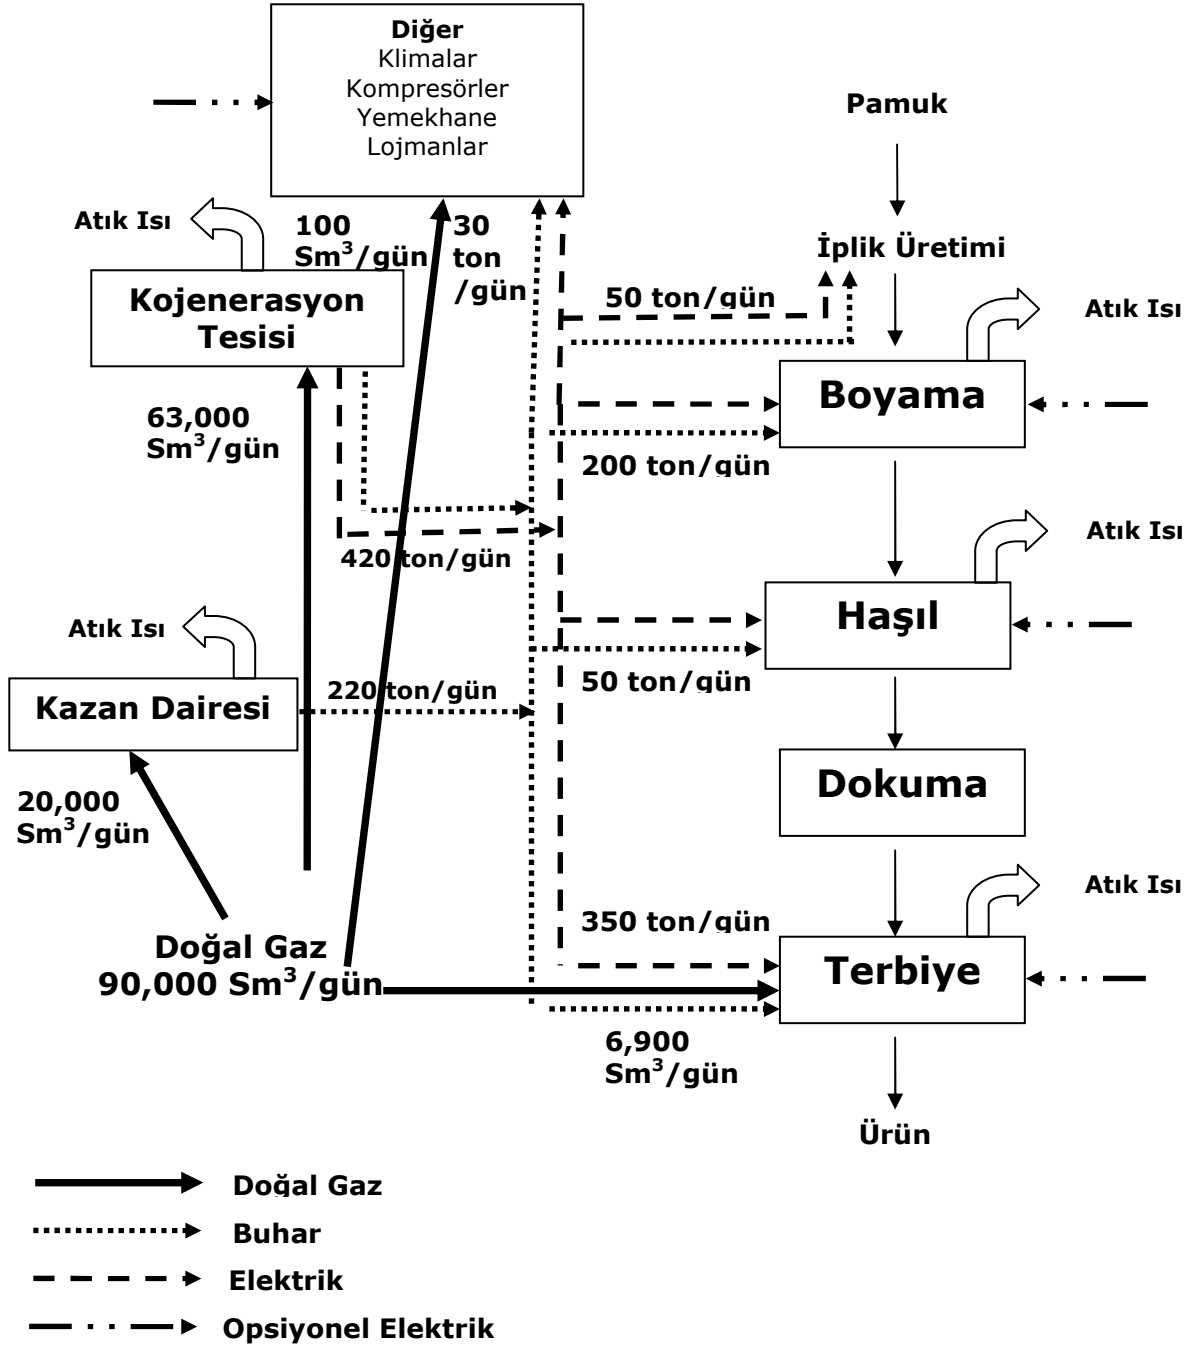 Diğer
Klimalar
Kompresörler
Yemekhane
Lojmanlar
Pamuk
Atık Isı
100
Sm³/gün
30
ton
/gün
İplik Üretimi
Kojenerasyon
Tesisi
50 ton/gün
Atık Isı
Boyama
63,000
Sm³/gün
200 ton/gün
420 ton/gün
Atık Isı
Haşıl
Atık Isı
50 ton/gün
Kazan Dairesi
220 ton/gün
Dokuma
20,000
Sm³/gün
Atık Isı
350 ton/gün
Doğal Gaz
90,000 Sm³/gün
Terbiye
6,900
Sm³/gün
Ürün
Doğal Gaz
Buhar
Elektrik
Opsiyonel Elektrik